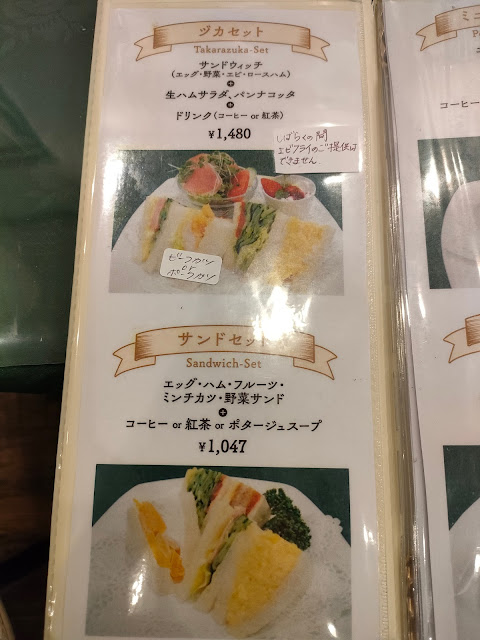 ヅカセット
Takarazuka-Set
サンドウィッチ
(エッグ・野菜・エビ・ロースハム)
+
生ハムサラダ、パンナコッタ
+
ドリンク(コーヒー or 紅茶)
¥1,480
しばらくの間
エビフライのご提供は
できません
ビーフカツ
or
ポークカツ
サンドセット
Sandwich-Set
エッグ・ハム・フルーツ・
ミンチカツ・野菜サンド
+
コーヒー or 紅茶 or ポタージュスープ
¥1,047
ミニ
コーヒー